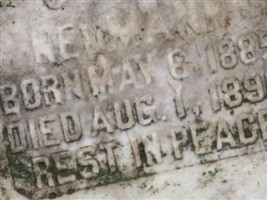 BORN MAY 6, 188
DIED AUG. 1, 189
REST IN PEACE